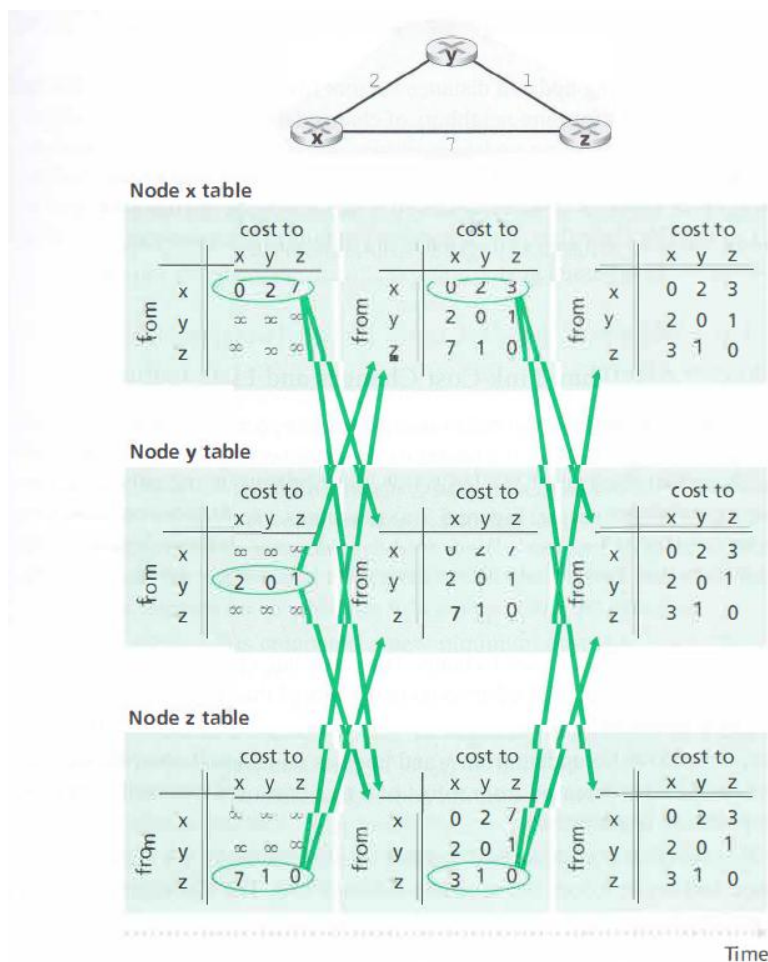 y
2 1
x z
7
Node x table
cost to cost to cost to
x y z x y z x y z
x 0 2 7 x 0 2 3 x 0 2 3
from y ∞ ∞ ∞ from y 2 0 1 from y 2 0 1
z ∞ ∞ ∞ z 7 1 0 z 3 1 0
Node y table
cost to cost to cost to
x y z x y z x y z
x ∞ ∞ ∞ x 0 2 7 x 0 2 3
from y 2 0 1 from y 2 0 1 from y 2 0 1
z ∞ ∞ ∞ z 7 1 0 z 3 1 0
Node z table
cost to cost to cost to
x y z x y z x y z
x ∞ ∞ ∞ x 0 2 7 x 0 2 3
from y ∞ ∞ ∞ from y 2 0 1 from y 2 0 1
z 7 1 0 z 3 1 0 z 3 1 0
Time